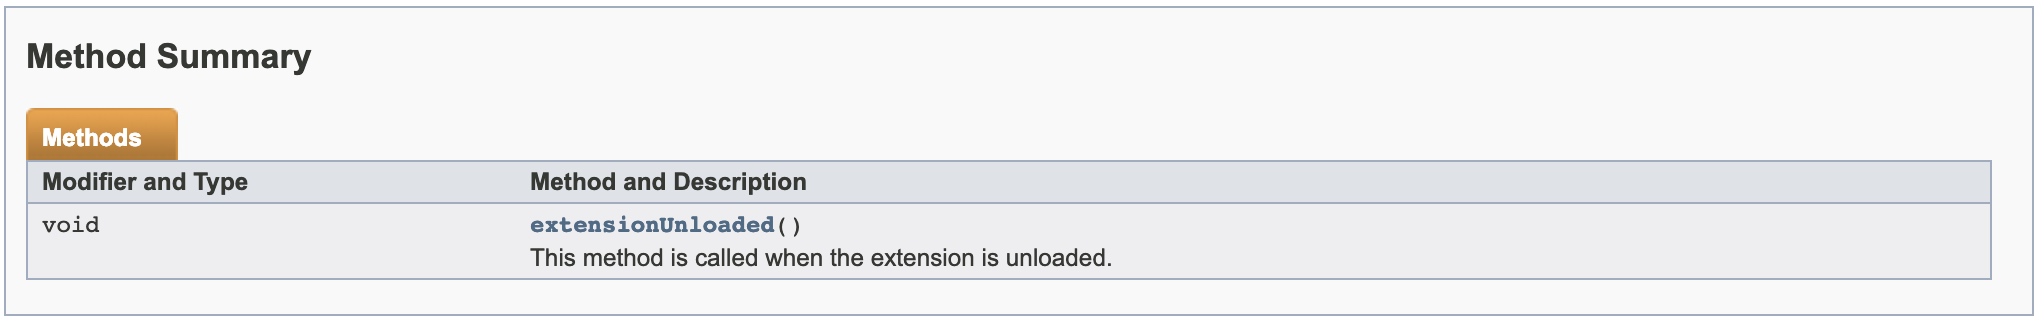 Method Summary
Methods
Modifier and Type Method and Description
void extensionUnloaded()
This method is called when the extension is unloaded.